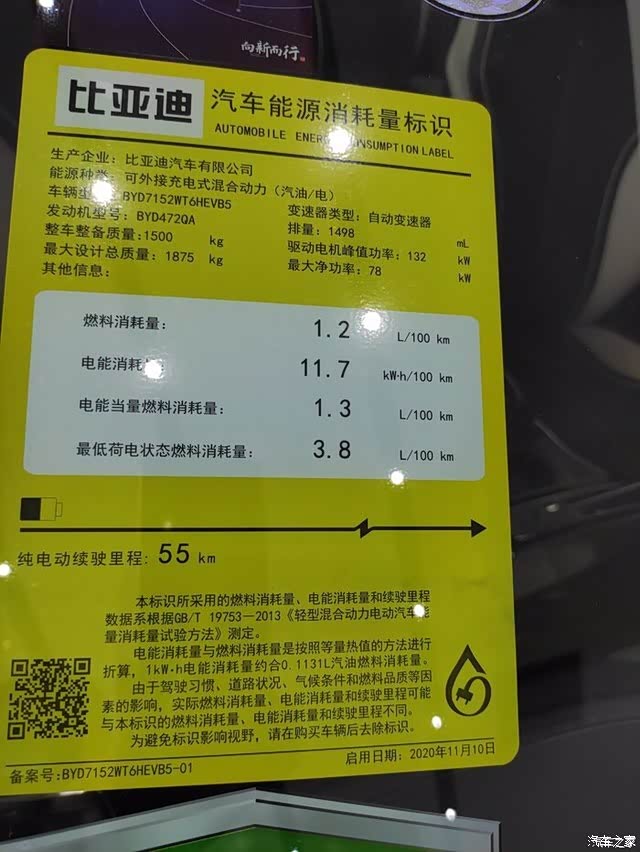 向新而行
比亚迪 汽车能源消耗量标识
AUTOMOBILE ENERGY CONSUMPTION LABEL
生产企业：比亚迪汽车有限公司
能源种类：可外接充电式混合动力（汽油/电）
车辆型号：BYD7152WT6HEVB5 变速器类型：自动变速器
发动机型号：BYD472QA 排量：1498 mL
整车整备质量：1500 kg 驱动电机峰值功率：132 kW
最大设计总质量：1875 kg 最大净功率：78 kW
其他信息：
燃料消耗量： 1.2 L/100 km
电能消耗量： 11.7 kW·h/100 km
电能当量燃料消耗量： 1.3 L/100 km
最低荷电状态燃料消耗量： 3.8 L/100 km
纯电动续驶里程：55 km
本标识所采用的燃料消耗量、电能消耗量和续驶里程
数据系根据GB/T 19753—2013《轻型混合动力电动汽车能
量消耗量试验方法》测定。
电能消耗量与燃料消耗量是按照等量热值的方法进行
折算，1kW·h电能消耗量约合0.1131L汽油燃料消耗量。
由于驾驶习惯、道路状况、气候条件和燃料品质等因
素的影响，实际燃料消耗量、电能消耗量和续驶里程可能
与本标识的燃料消耗量、电能消耗量和续驶里程不同。
为避免标识影响视野，请在购买车辆后去除标识。
备案号：BYD7152WT6HEVB5-01 启用日期：2020年11月10日
汽车之家